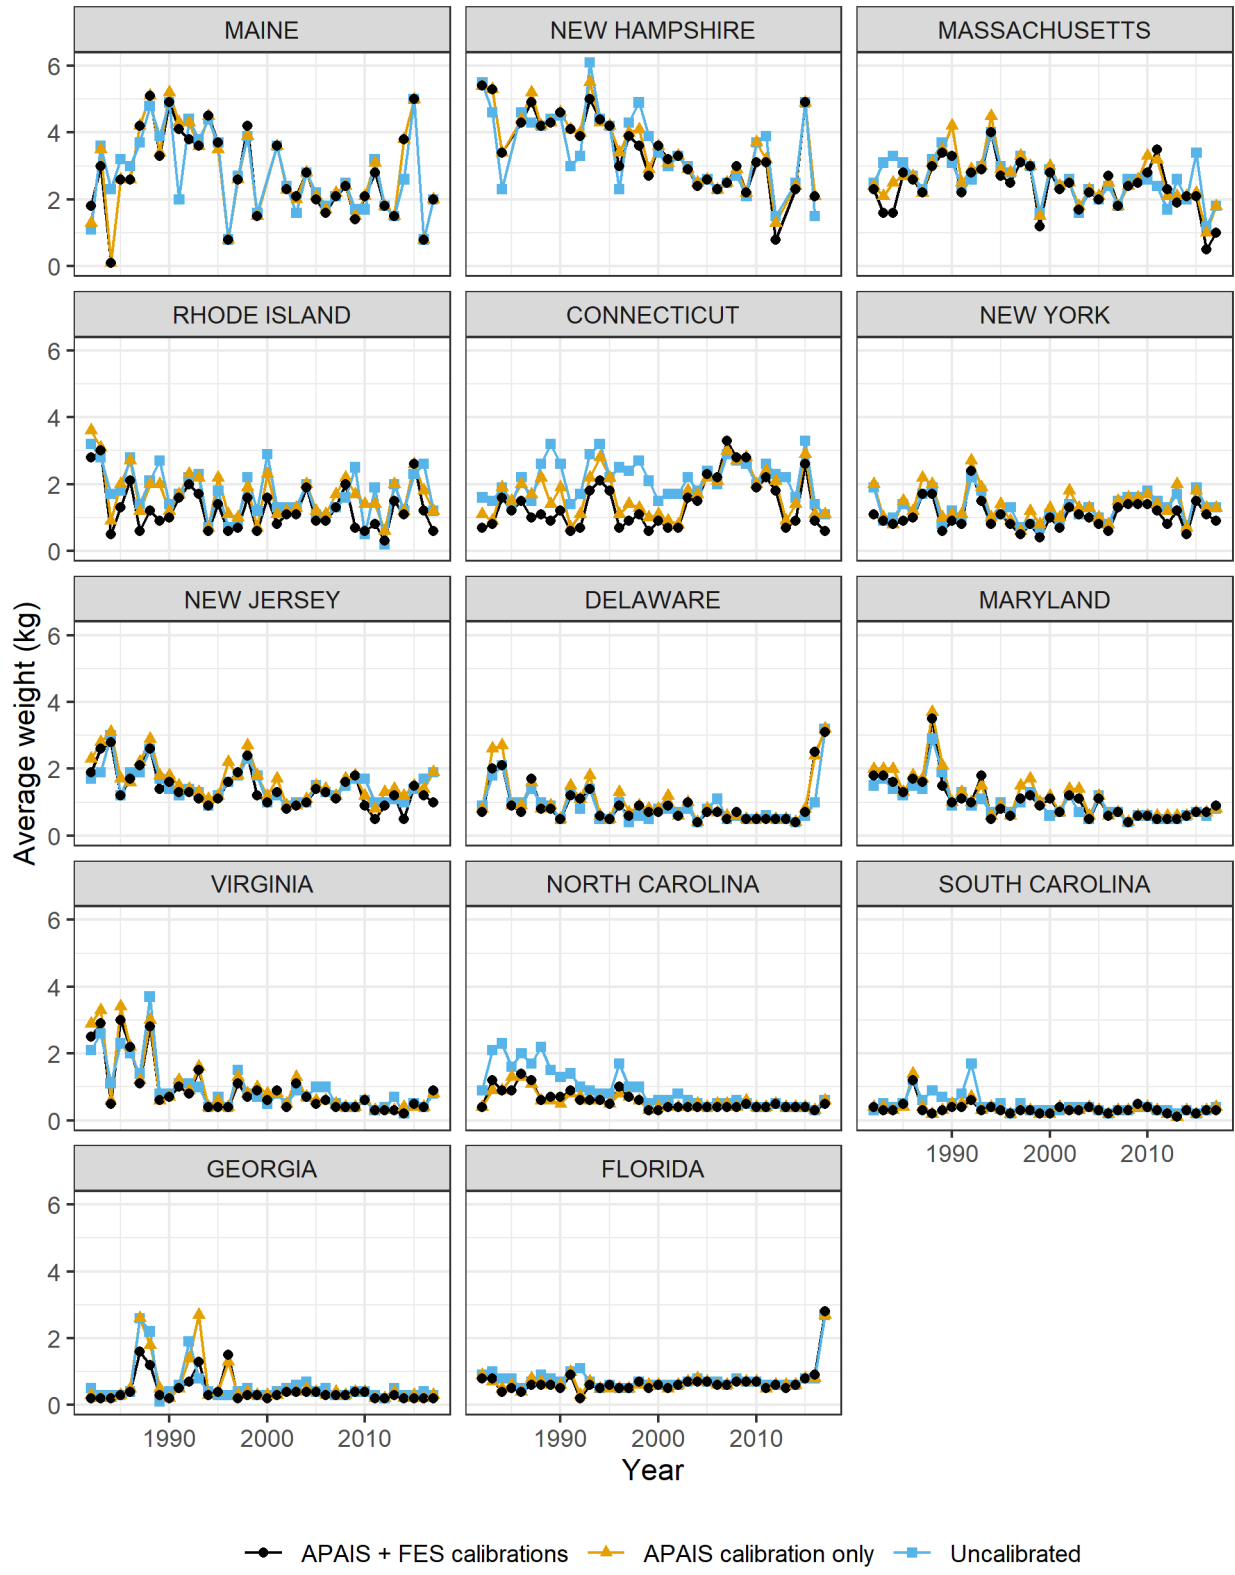 MAINE
NEW HAMPSHIRE
MASSACHUSETTS
6
4
2
0
RHODE ISLAND
CONNECTICUT
NEW YORK
6
4
2
0
NEW JERSEY
DELAWARE
MARYLAND
6
4
2
0
Average weight (kg)
VIRGINIA
NORTH CAROLINA
SOUTH CAROLINA
6
4
2
0
1990 2000 2010
GEORGIA
FLORIDA
6
4
2
0
1990 2000 2010
1990 2000 2010
Year
APAIS + FES calibrations
APAIS calibration only
Uncalibrated